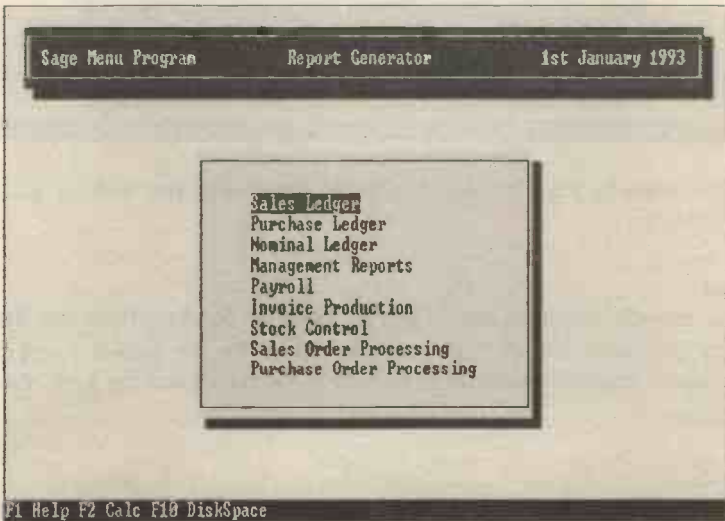 Sage Menu Program Report Generator 1st January 1993
Sales Ledger
Purchase Ledger
Nominal Ledger
Management Reports
Payroll
Invoice Production
Stock Control
Sales Order Processing
Purchase Order Processing
F1 Help F2 Calc F10 DiskSpace